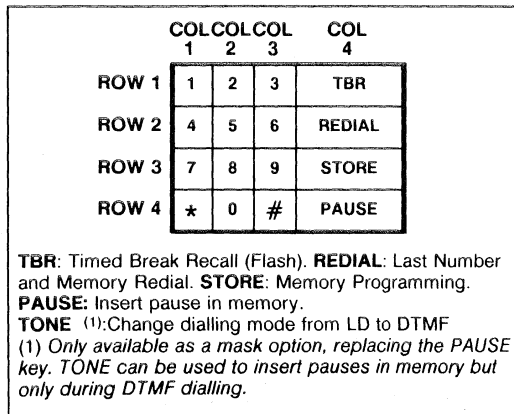 COL COL COL COL
1 2 3 4
ROW 1 1 2 3 TBR
ROW 2 4 5 6 REDIAL
ROW 3 7 8 9 STORE
ROW 4 * 0 # PAUSE
TBR: Timed Break Recall (Flash). REDIAL: Last Number
and Memory Redial. STORE: Memory Programming.
PAUSE: Insert pause in memory.
TONE (1):Change dialling mode from LD to DTMF
(1) Only available as a mask option, replacing the PAUSE
key. TONE can be used to insert pauses in memory but
only during DTMF dialling.